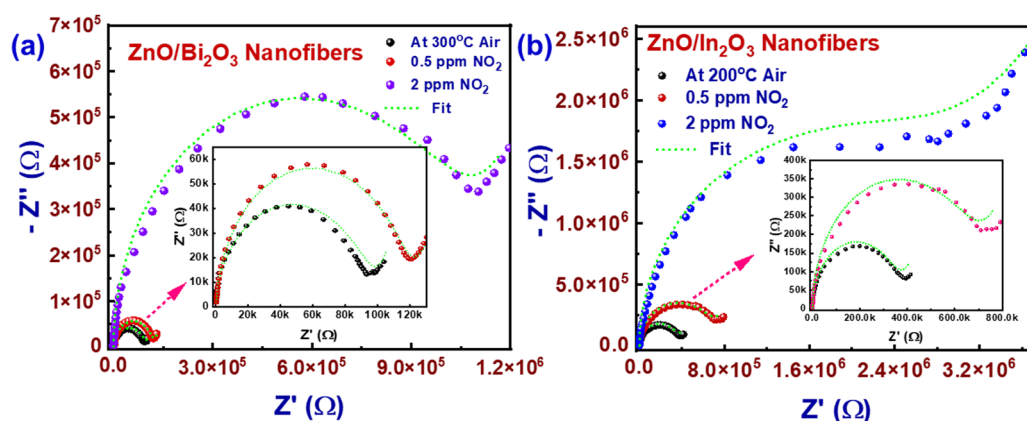 (a)
ZnO/Bi₂O₃ Nanofibers
At 300°C Air
0.5 ppm NO₂
2 ppm NO₂
Fit
- Z'' (Ω)
7×10⁵
6×10⁵
5×10⁵
4×10⁵
3×10⁵
2×10⁵
1×10⁵
0
0.0 3.0×10⁵ 6.0×10⁵ 9.0×10⁵ 1.2×10⁶
Z' (Ω)
Z' (Ω)
60k
50k
40k
30k
20k
10k
0
0 20k 40k 60k 80k 100k 120k
Z' (Ω)
(b)
ZnO/In₂O₃ Nanofibers
At 200°C Air
0.5 ppm NO₂
2 ppm NO₂
Fit
- Z'' (Ω)
2.5×10⁶
2.0×10⁶
1.5×10⁶
1.0×10⁶
5.0×10⁵
0.0
0.0 8.0×10⁵ 1.6×10⁶ 2.4×10⁶ 3.2×10⁶
Z' (Ω)
Z'' (Ω)
400k
350k
300k
250k
200k
150k
100k
50k
0
0 200.0k 400.0k 600.0k 800.0k
Z' (Ω)